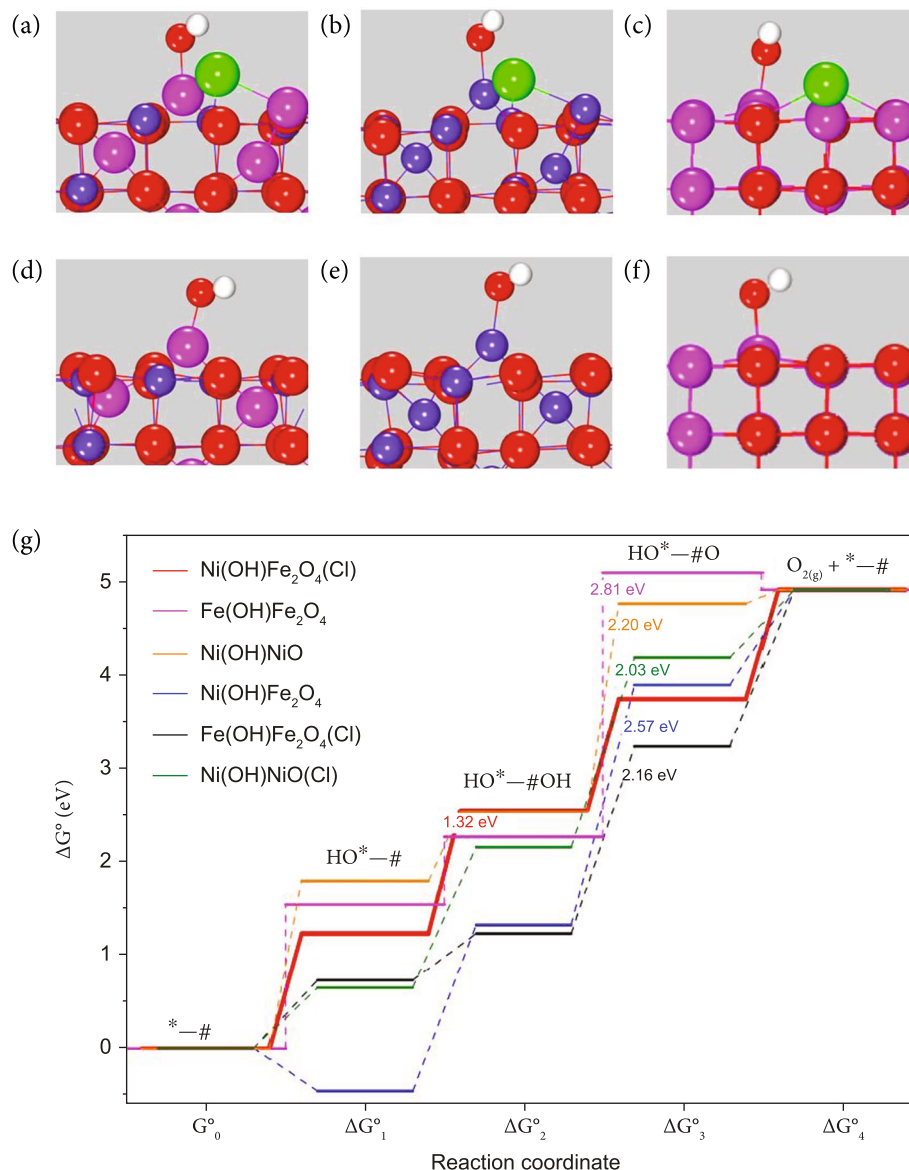 (a)
(b)
(c)
(d)
(e)
(f)
(g)
Ni(OH)Fe₂O₄(Cl)
Fe(OH)Fe₂O₄
Ni(OH)NiO
Ni(OH)Fe₂O₄
Fe(OH)Fe₂O₄(Cl)
Ni(OH)NiO(Cl)
HO*—#O
O₂(g) + *—#
2.81 eV
2.20 eV
2.03 eV
2.57 eV
2.16 eV
HO*—#OH
1.32 eV
HO*—#
*—#
5
4
3
2
1
0
ΔG° (eV)
G°₀
ΔG°₁
ΔG°₂
ΔG°₃
ΔG°₄
Reaction coordinate